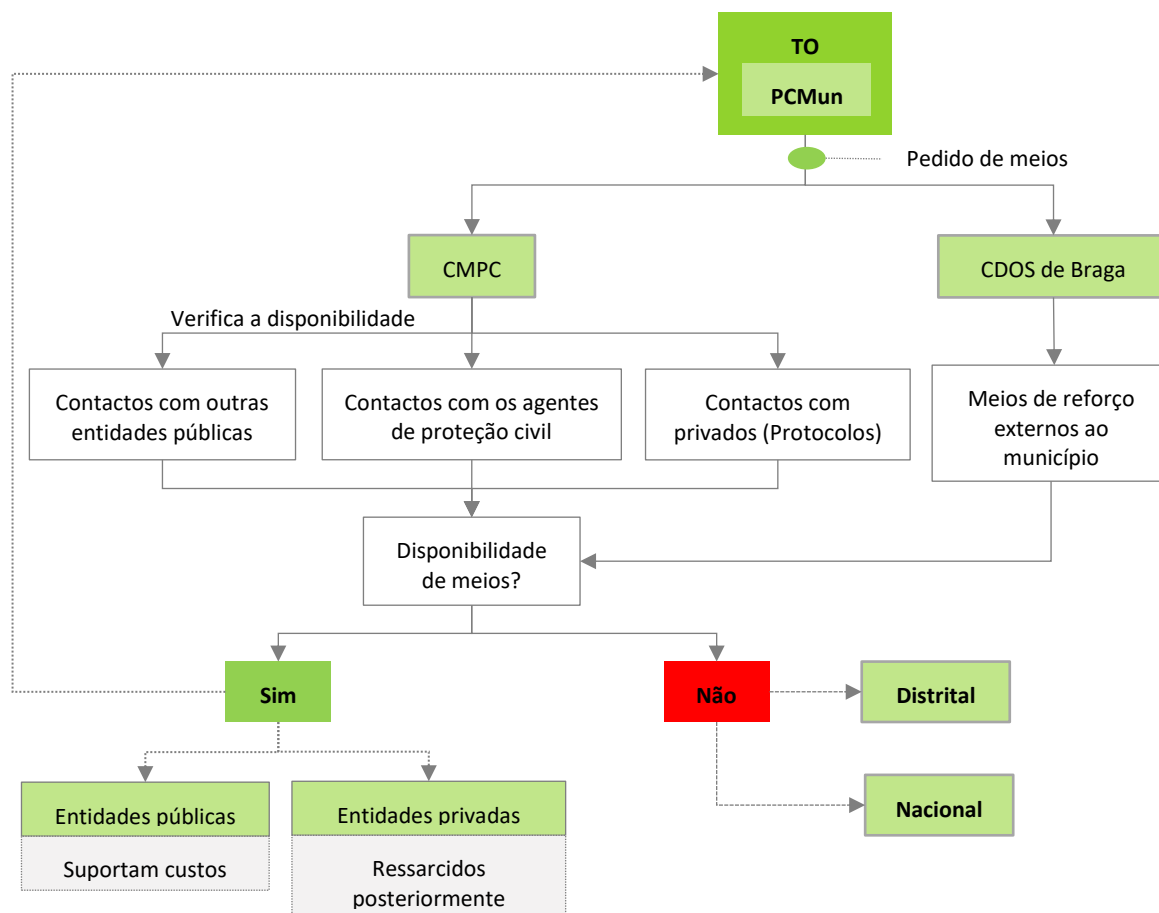 TO
PCMun
Pedido de meios
CMPC
CDOS de Braga
Verifica a disponibilidade
Contactos com outras
entidades públicas
Contactos com os agentes
de proteção civil
Contactos com
privados (Protocolos)
Meios de reforço
externos ao
município
Disponibilidade
de meios?
Sim
Não
Distrital
Nacional
Entidades públicas
Suportam custos
Entidades privadas
Ressarcidos
posteriormente